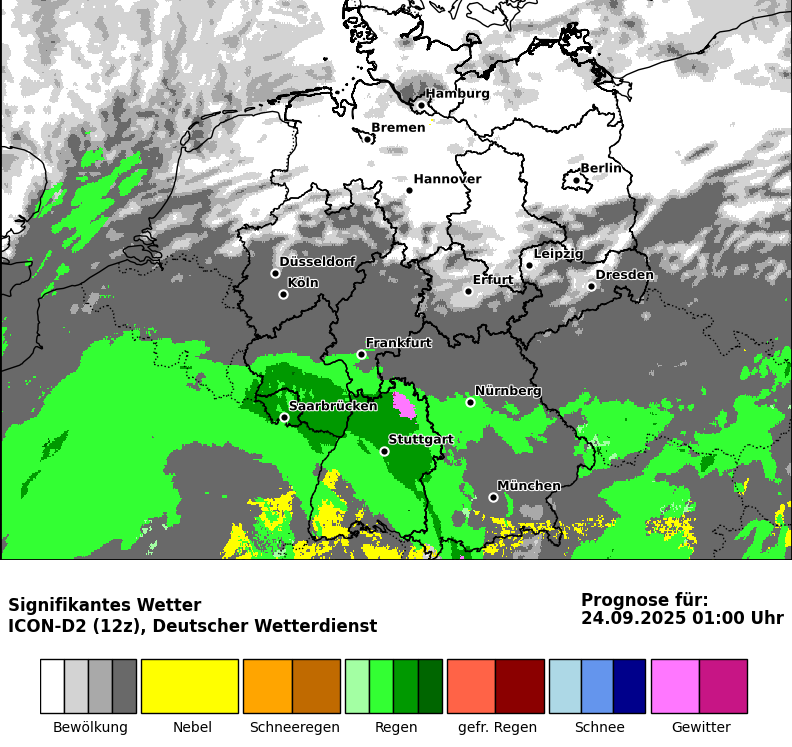 Hamburg
Bremen
Berlin
Hannover
Leipzig
Düsseldorf
Dresden
Köln
Erfurt
Frankfurt
Nürnberg
Saarbrücken
Stuttgart
München
Signifikantes Wetter
ICON-D2 (12z), Deutscher Wetterdienst
Prognose für:
24.09.2025 01:00 Uhr
Bewölkung
Nebel
Schneeregen
Regen
gefr. Regen
Schnee
Gewitter